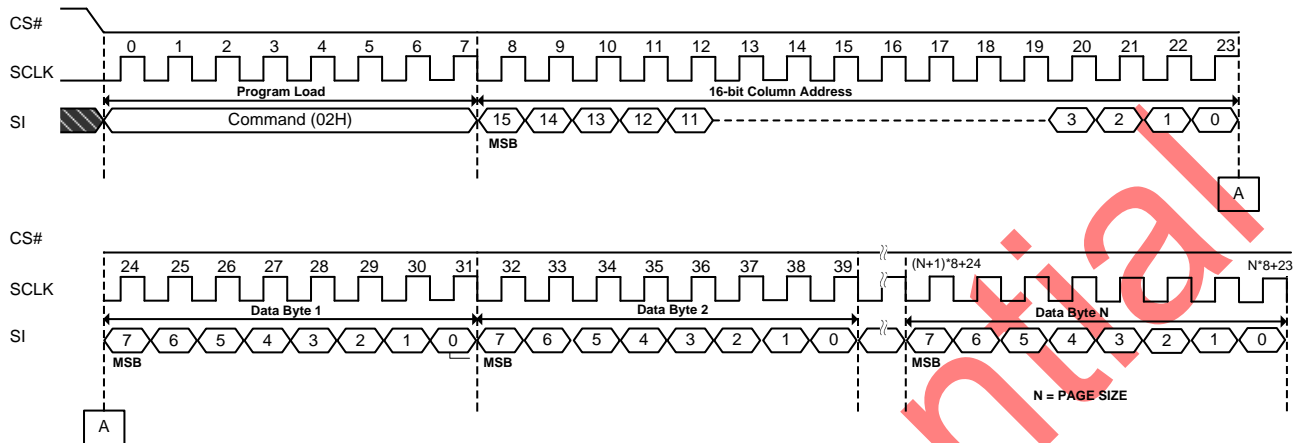 CS#
0 1 2 3 4 5 6 7 8 9 10 11 12 13 14 15 16 17 18 19 20 21 22 23
SCLK
Program Load 16-bit Column Address
SI Command (02H) 15 14 13 12 11 3 2 1 0
MSB
A
CS#
24 25 26 27 28 29 30 31 32 33 34 35 36 37 38 39 (N+1)*8+24 N*8+23
SCLK
Data Byte 1 Data Byte 2 Data Byte N
SI 7 6 5 4 3 2 1 0 7 6 5 4 3 2 1 0 7 6 5 4 3 2 1 0
MSB MSB MSB
N = PAGE SIZE
A
ntial